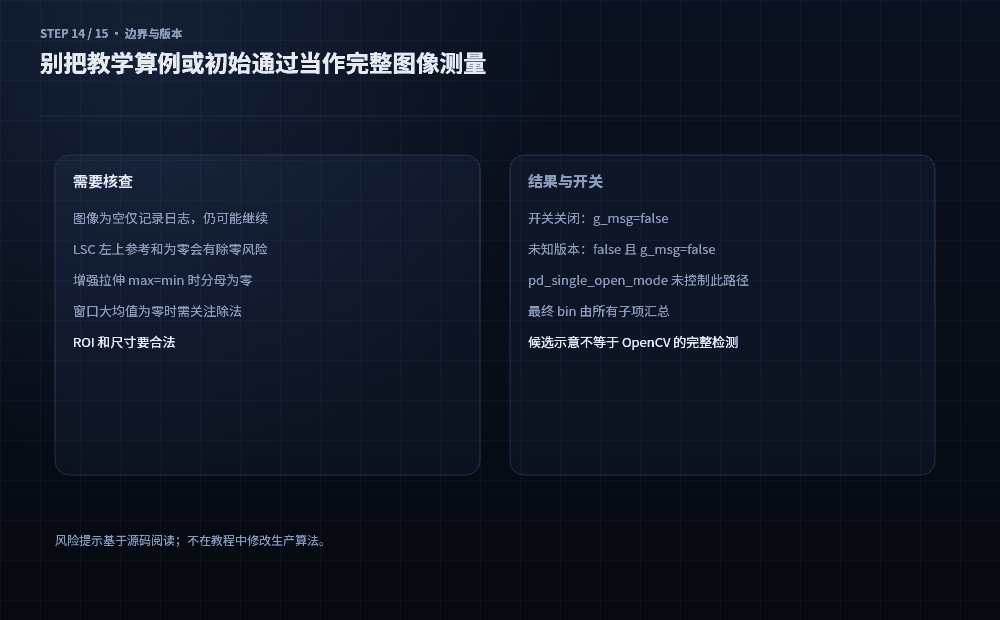 STEP 14 / 15 · 边界与版本
别把教学算例或初始通过当作完整图像测量
需要核查
图像为空仅记录日志，仍可能继续
LSC 左上参考和为零会有除零风险
增强拉伸 max=min 时分母为零
窗口大均值为零时需关注除法
ROI 和尺寸要合法
结果与开关
开关关闭：g_msg=false
未知版本：false 且 g_msg=false
pd_single_open_mode 未控制此路径
最终 bin 由所有子项汇总
候选示意不等于 OpenCV 的完整检测
风险提示基于源码阅读；不在教程中修改生产算法。